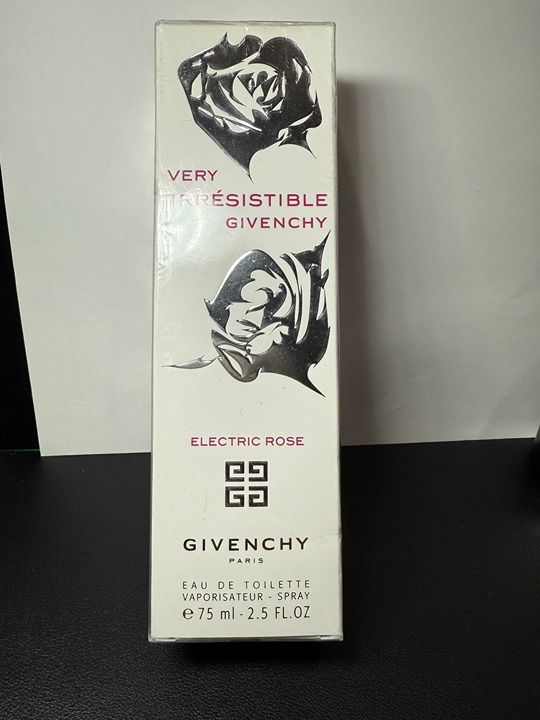 VERY
IRRÉSISTIBLE
GIVENCHY
ELECTRIC ROSE
GIVENCHY
PARIS
EAU DE TOILETTE
VAPORISATEUR - SPRAY
℮ 75 ml - 2.5 FL.OZ